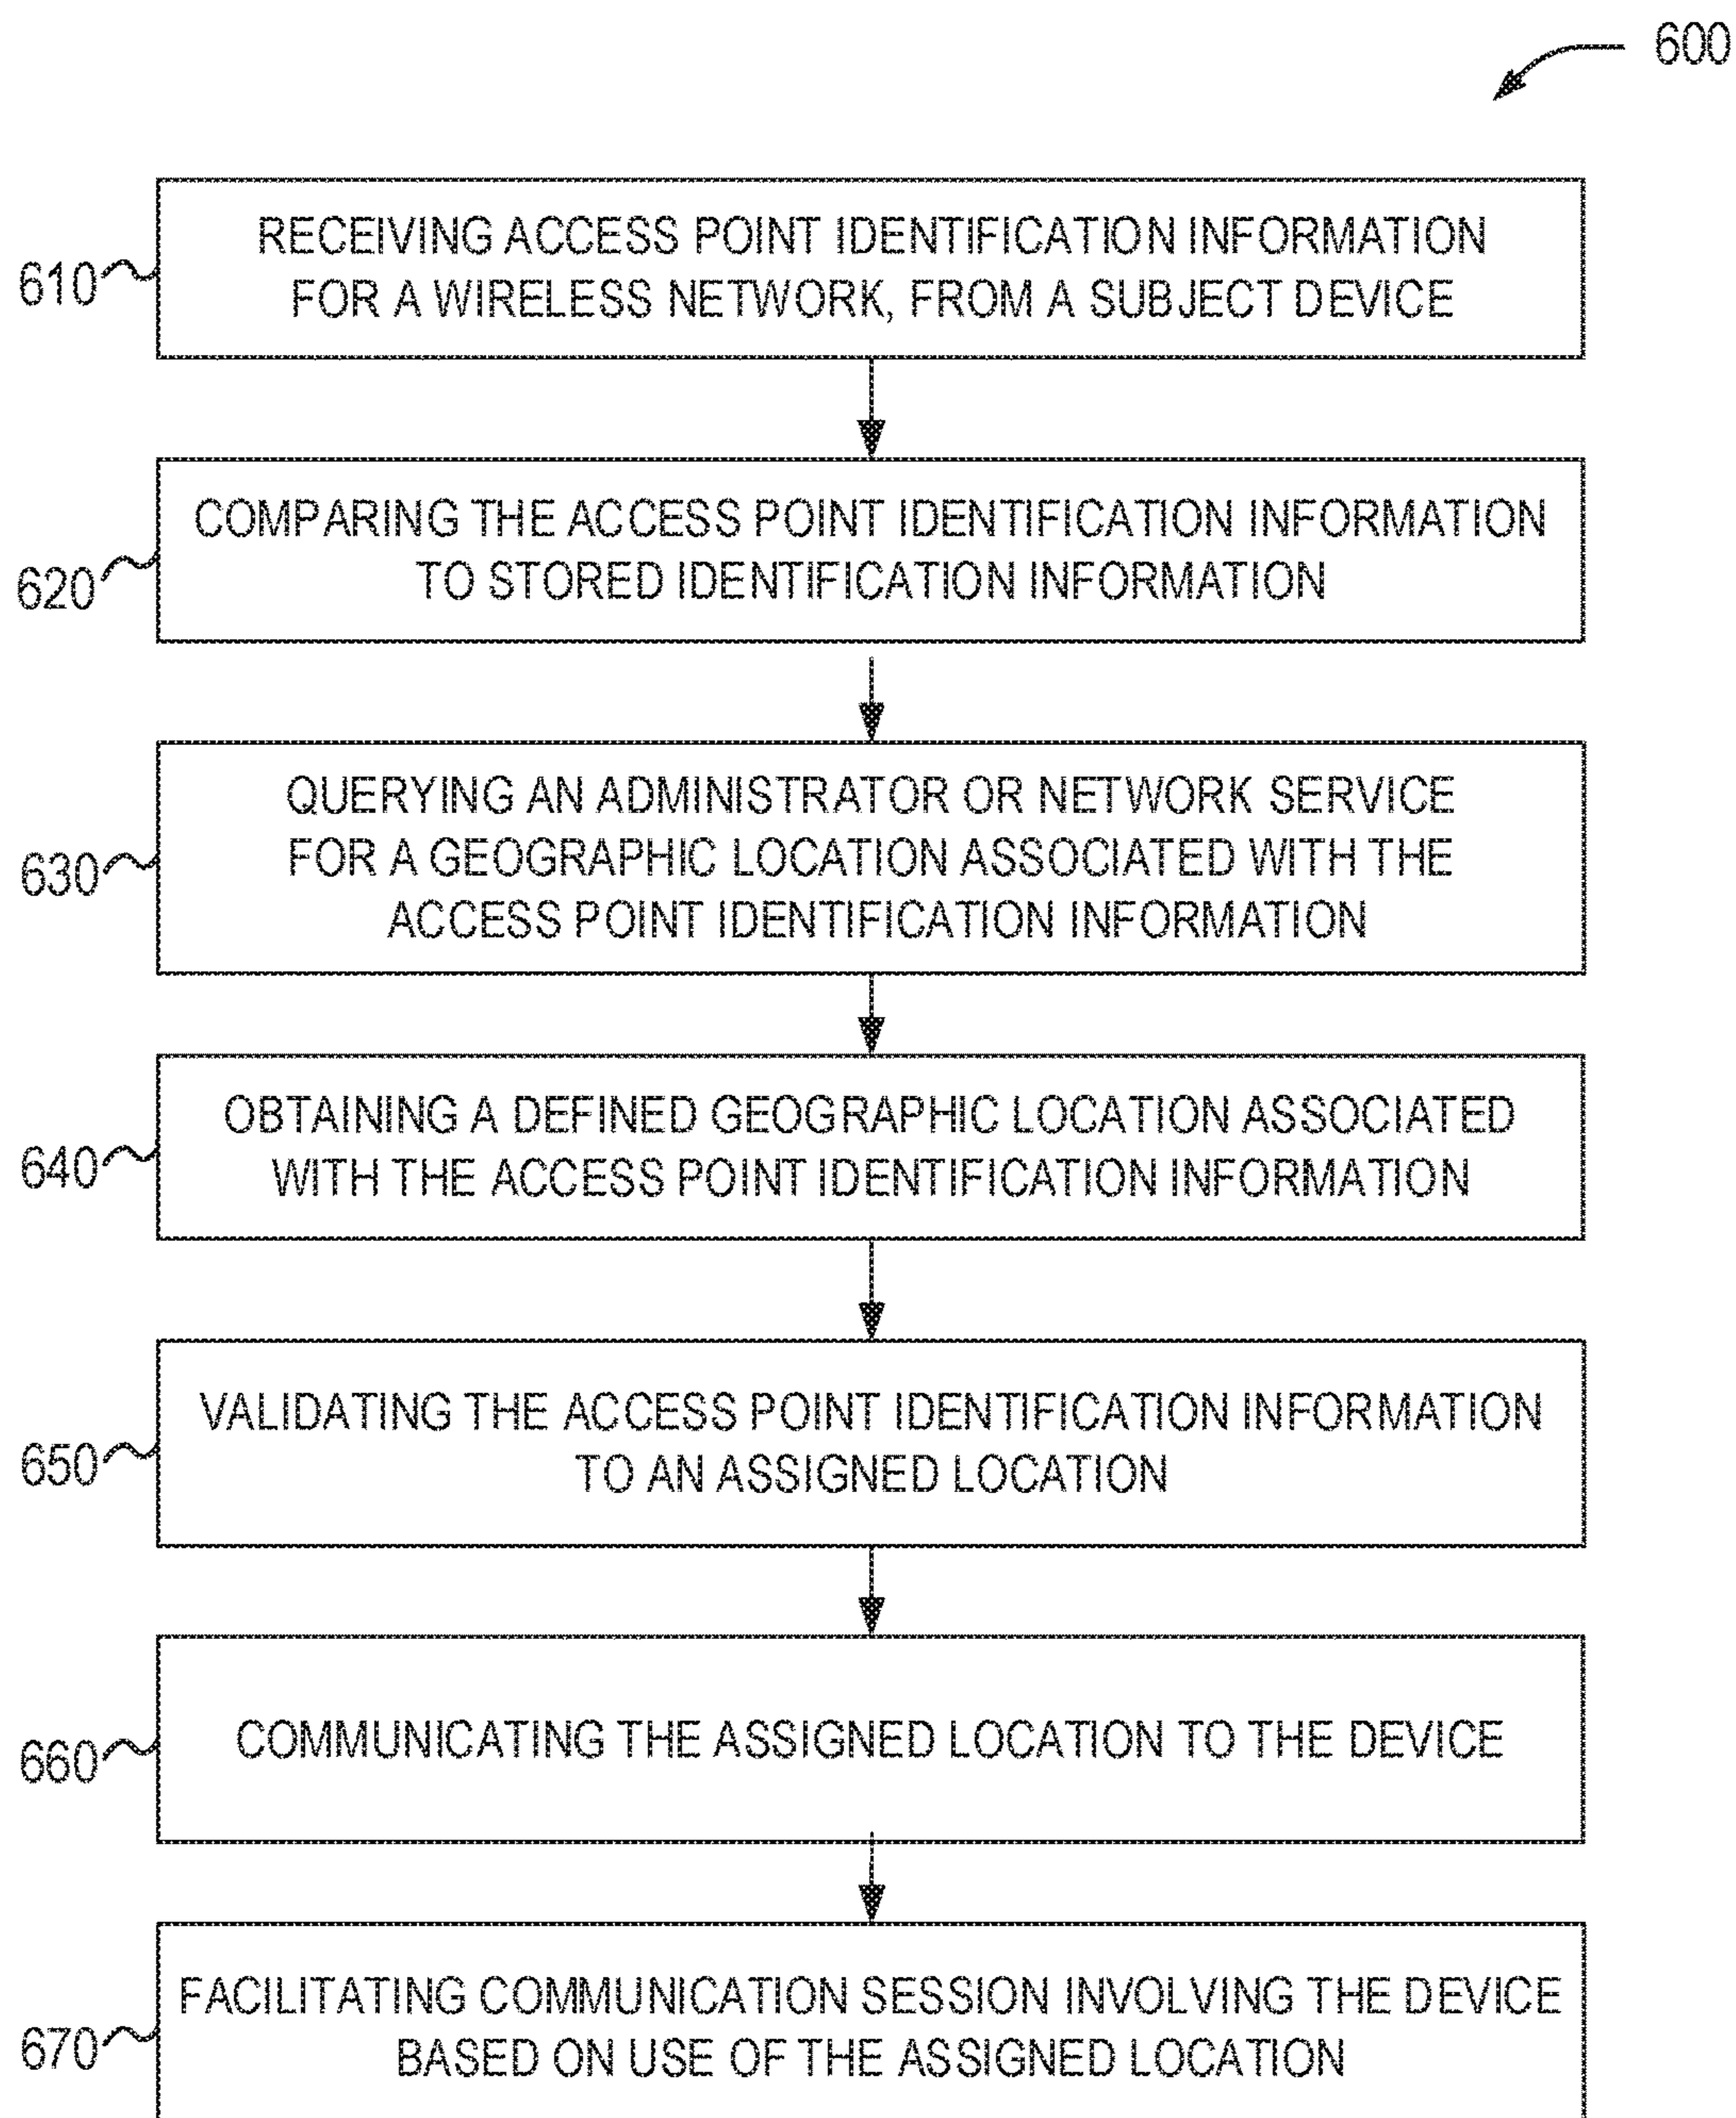 600
610
RECEIVING ACCESS POINT IDENTIFICATION INFORMATION
FOR A WIRELESS NETWORK, FROM A SUBJECT DEVICE
620
COMPARING THE ACCESS POINT IDENTIFICATION INFORMATION
TO STORED IDENTIFICATION INFORMATION
630
QUERYING AN ADMINISTRATOR OR NETWORK SERVICE
FOR A GEOGRAPHIC LOCATION ASSOCIATED WITH THE
ACCESS POINT IDENTIFICATION INFORMATION
640
OBTAINING A DEFINED GEOGRAPHIC LOCATION ASSOCIATED
WITH THE ACCESS POINT IDENTIFICATION INFORMATION
650
VALIDATING THE ACCESS POINT IDENTIFICATION INFORMATION
TO AN ASSIGNED LOCATION
660
COMMUNICATING THE ASSIGNED LOCATION TO THE DEVICE
670
FACILITATING COMMUNICATION SESSION INVOLVING THE DEVICE
BASED ON USE OF THE ASSIGNED LOCATION